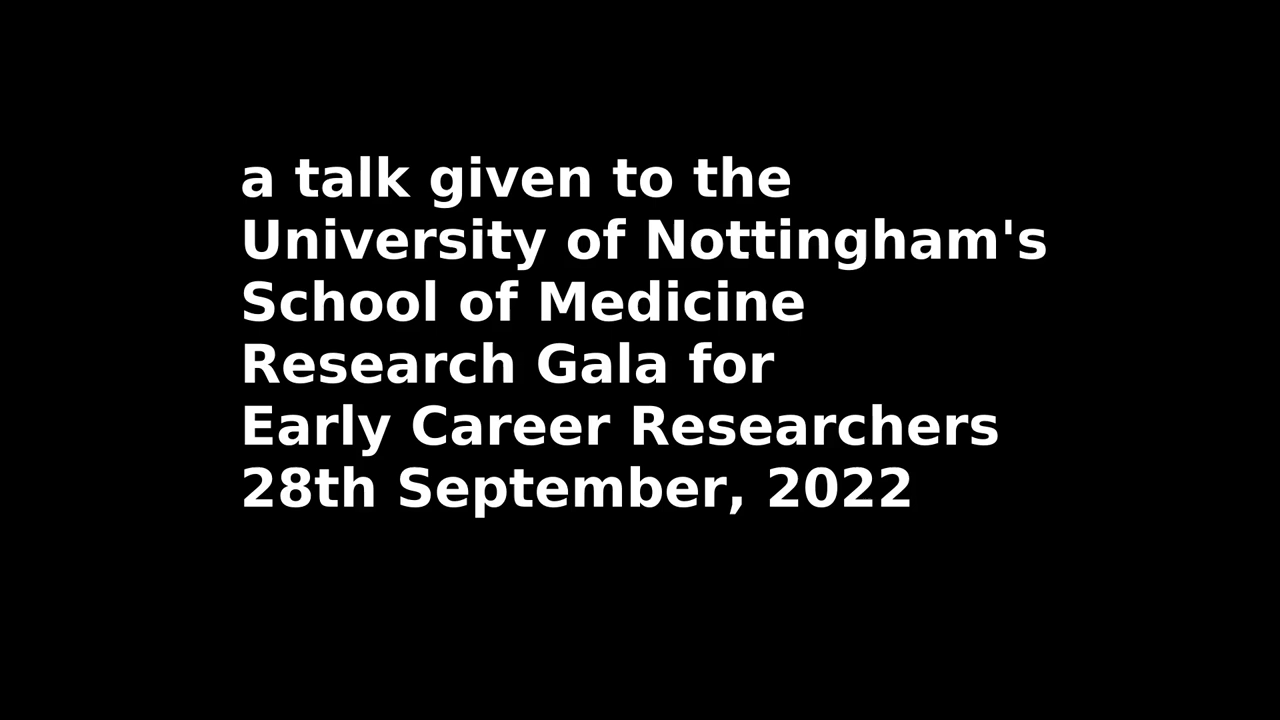 a talk given to the
University of Nottingham's
School of Medicine
Research Gala for
Early Career Researchers
28th September, 2022